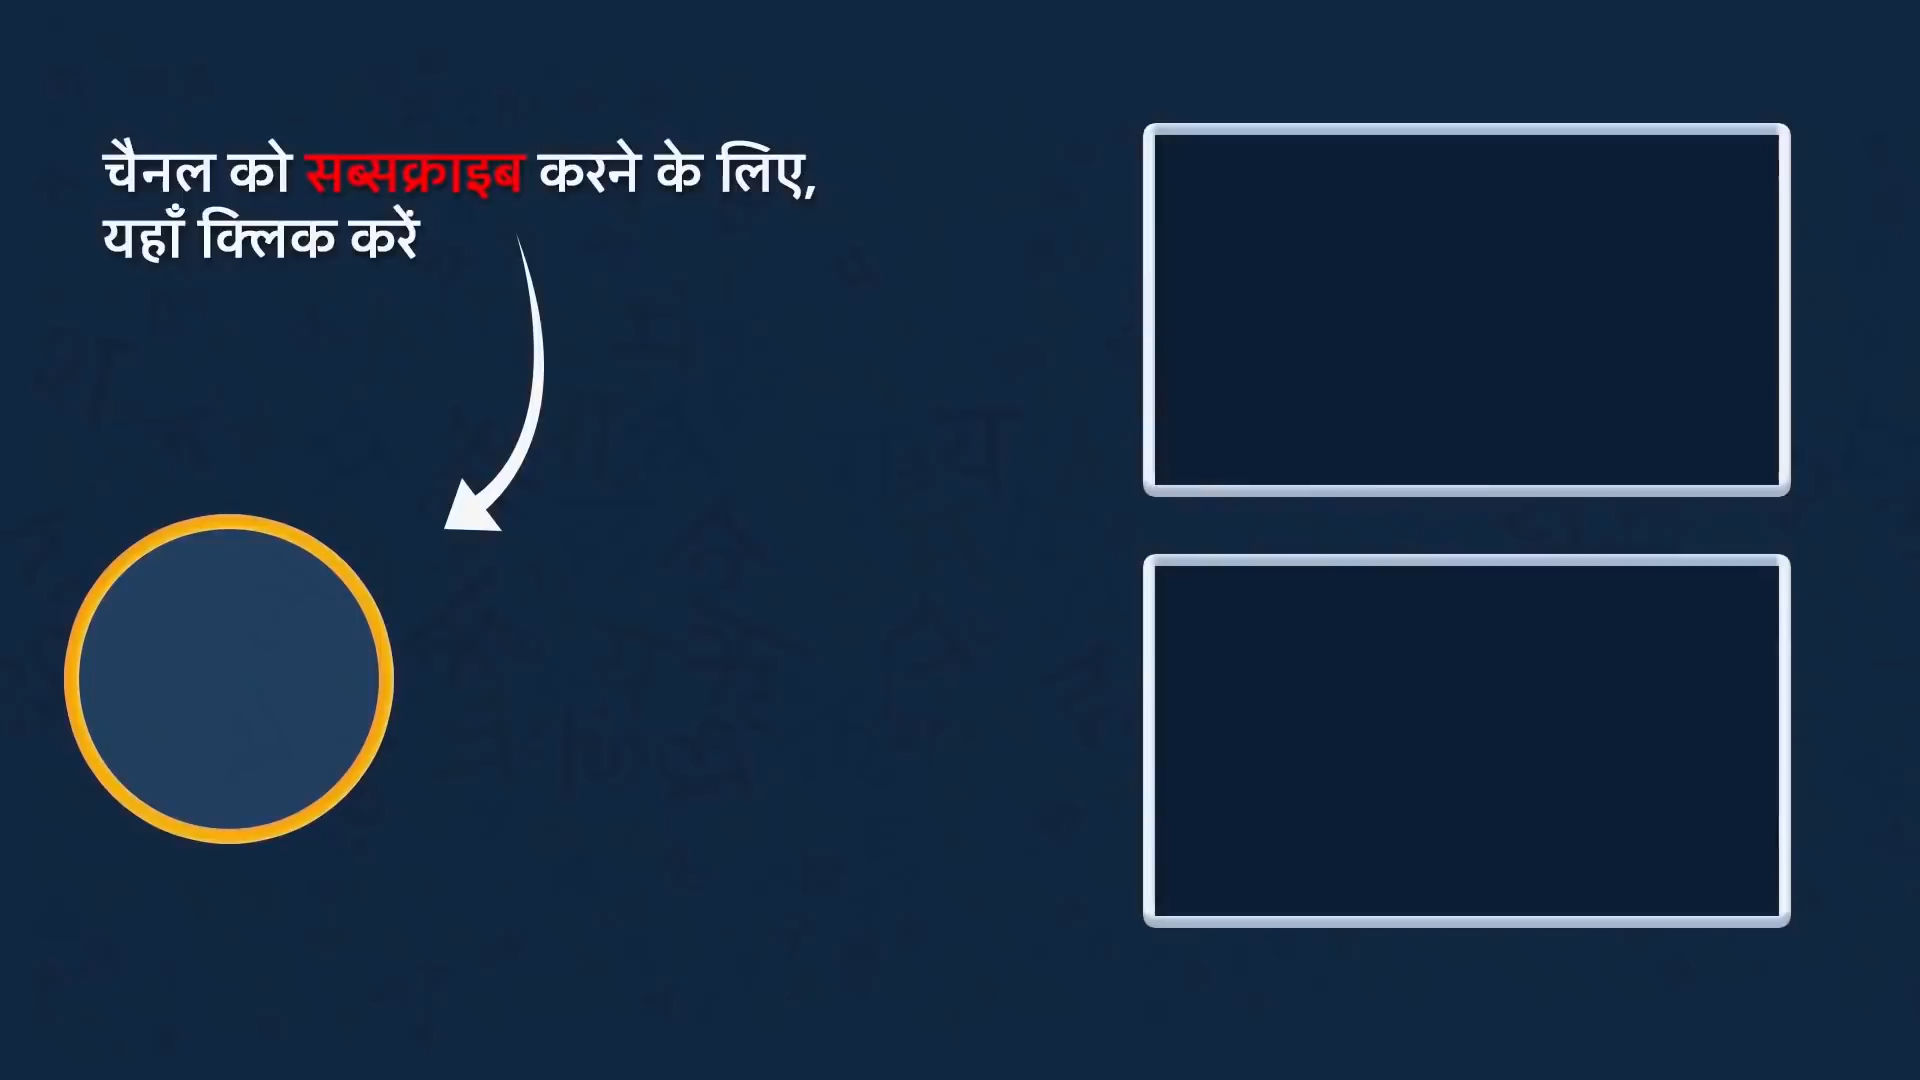 चैनल को सब्सक्राइब करने के लिए,
यहाँ क्लिक करें